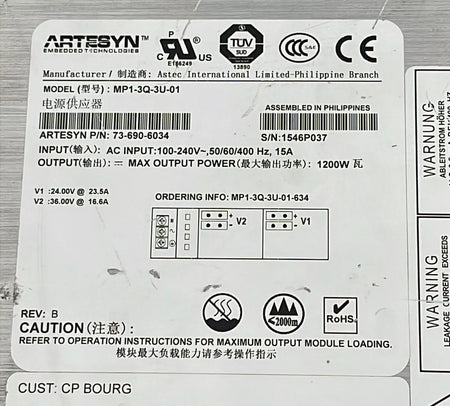 ARTESYN
EMBEDDED TECHNOLOGIES
P
C UL US
E186249
TÜV
SUD
13890
CCC S&E
CE
Manufacturer/ 制造商: Astec International Limited-Philippine Branch
MODEL (型号) : MP1-3Q-3U-01
电源供应器
ASSEMBLED IN PHILIPPINES
ARTESYN P/N: 73-690-6034
S/N:1546P037
INPUT(输入): AC INPUT:100-240V~,50/60/400 Hz, 15A
OUTPUT(输出): MAX OUTPUT POWER(最大输出功率): 1200W 瓦
V1 :24.00V @ 23.5A
V2 :36.00V @ 16.6A
ORDERING INFO: MP1-3Q-3U-01-634
+ V2 -
+ V1 -
REV: B
≤2000m
RoHS
CAUTION (注意) :
REFER TO OPERATION INSTRUCTIONS FOR MAXIMUM OUTPUT MODULE LOADING.
模块最大负载能力请参考操作指示
CUST: CP BOURG
WARNUNG
ABLEITSTROM HÖHER
WARNING
LEAKAGE CURRENT EXCEEDS